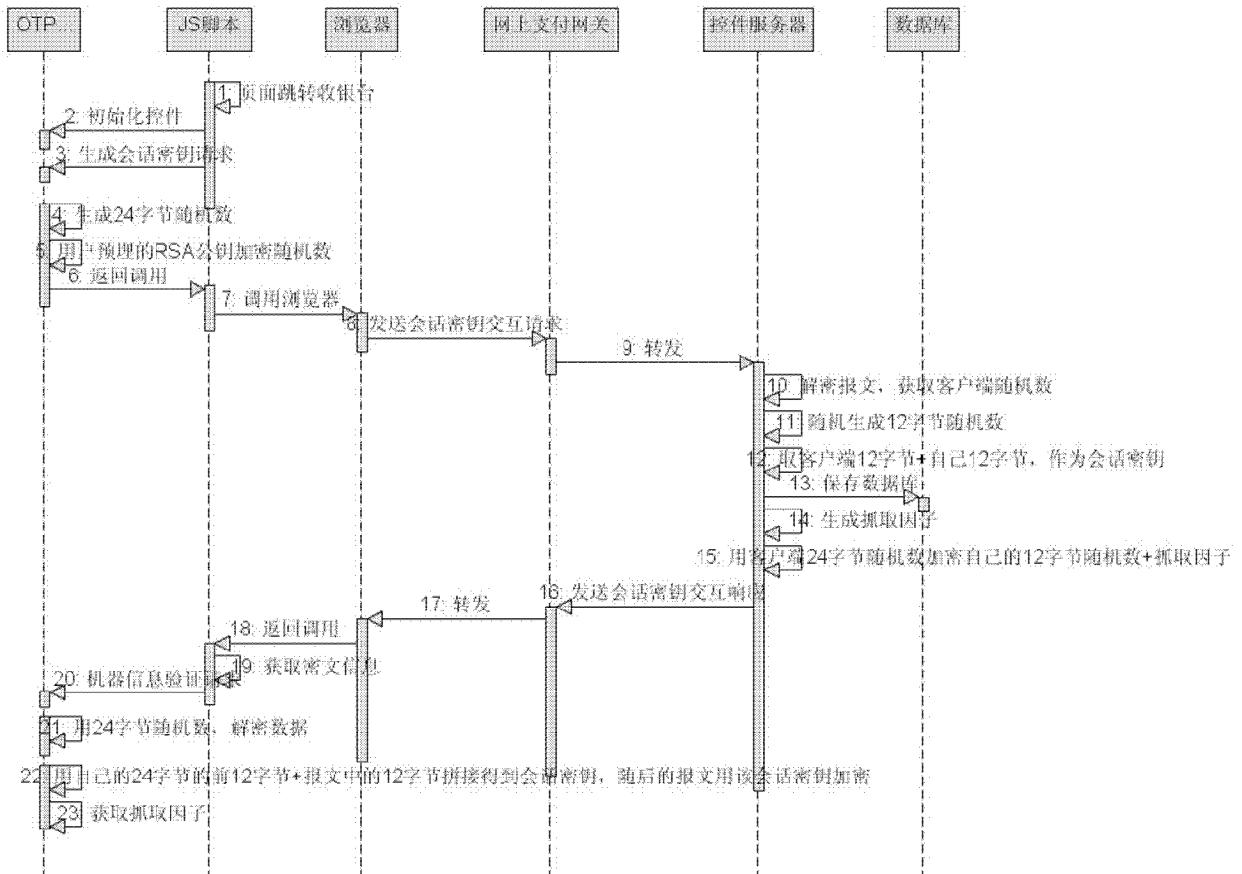 OTP...
JS脚本
浏览器
网上支付网关
控件服务器
数据库
1: 页面跳转收银台
2: 初始化控件
3: 生成会话密钥请求
4: 生成24字节随机数
5: 用户预埋的RSA公钥加密随机数
6: 返回调用
7: 调用浏览器
8: 发送会话密钥交互请求
9: 转发
10: 解密报文，获取客户端随机数
11: 随机生成12字节随机数
12: 取客户端12字节+自己12字节，作为会话密钥
13: 保存数据库
14: 生成抓取因子
15: 用客户端24字节随机数加密自己的12字节随机数+抓取因子
16: 发送会话密钥交互响应
17: 转发
18: 返回调用
19: 获取密文信息
20: 机器信息验证请求
21: 用24字节随机数，解密数据
22: 用自己的24字节的前12字节+报文中的12字节拼接得到会话密钥，随后的报文用该会话密钥加密
23: 获取抓取因子